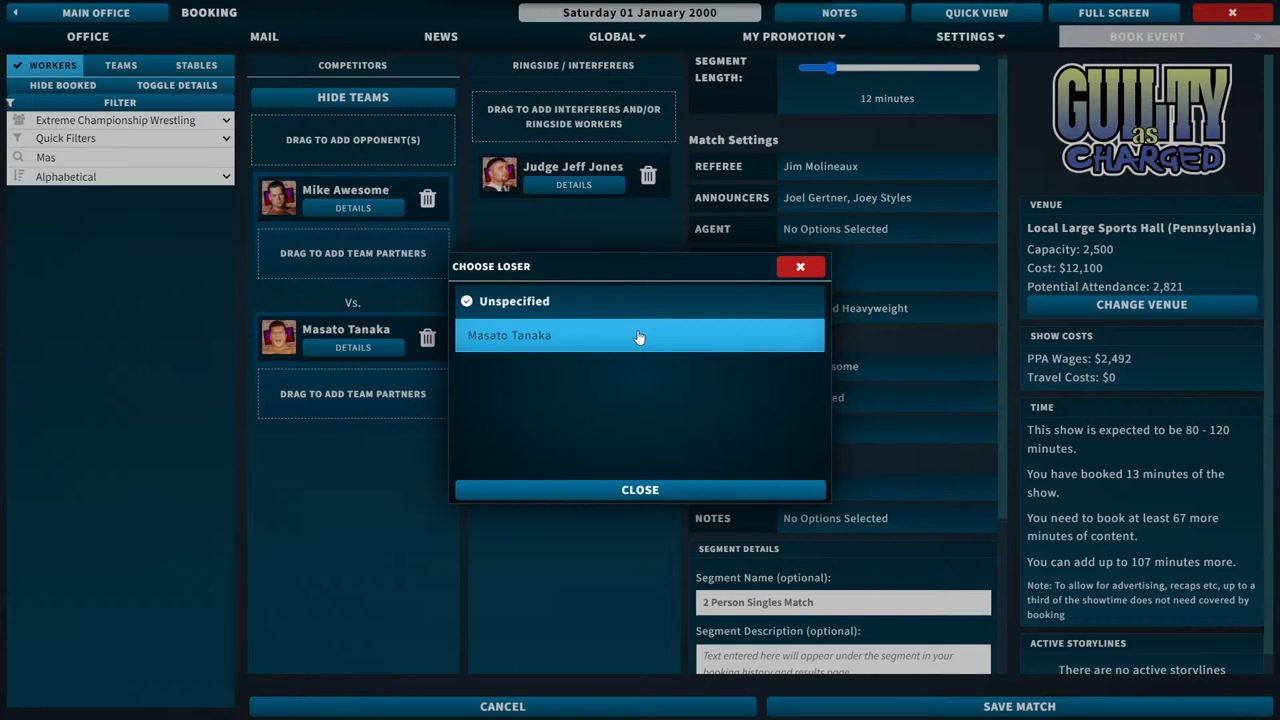 MAIN OFFICE
BOOKING
Saturday 01 January 2000
NOTES
QUICK VIEW
FULL SCREEN
OFFICE
MAIL
NEWS
GLOBAL
MY PROMOTION
SETTINGS
BOOK EVENT
WORKERS
TEAMS
STABLES
HIDE BOOKED
TOGGLE DETAILS
FILTER
Extreme Championship Wrestling
Quick Filters
Mas
Alphabetical
COMPETITORS
HIDE TEAMS
DRAG TO ADD OPPONENT(S)
Mike Awesome
DETAILS
DRAG TO ADD TEAM PARTNERS
Vs.
Masato Tanaka
DETAILS
DRAG TO ADD TEAM PARTNERS
RINGSIDE / INTERFERERS
DRAG TO ADD INTERFERERS AND/OR
RINGSIDE WORKERS
Judge Jeff Jones
DETAILS
CHOOSE LOSER
Unspecified
Masato Tanaka
CLOSE
SEGMENT
LENGTH:
12 minutes
Match Settings
REFEREE
Jim Molineaux
ANNOUNCERS
Joel Gertner, Joey Styles
AGENT
No Options Selected
d Heavyweight
some
ed
NOTES
No Options Selected
SEGMENT DETAILS
Segment Name (optional):
2 Person Singles Match
Segment Description (optional):
Text entered here will appear under the segment in your
booking history and results page.
GUILTY
as
CHARGED
VENUE
Local Large Sports Hall (Pennsylvania)
Capacity: 2,500
Cost: $12,100
Potential Attendance: 2,821
CHANGE VENUE
SHOW COSTS
PPA Wages: $2,492
Travel Costs: $0
TIME
This show is expected to be 80 - 120
minutes.
You have booked 13 minutes of the
show.
You need to book at least 67 more
minutes of content.
You can add up to 107 minutes more.
Note: To allow for advertising, recaps etc, up to a
third of the showtime does not need covered by
booking
ACTIVE STORYLINES
There are no active storylines
CANCEL
SAVE MATCH